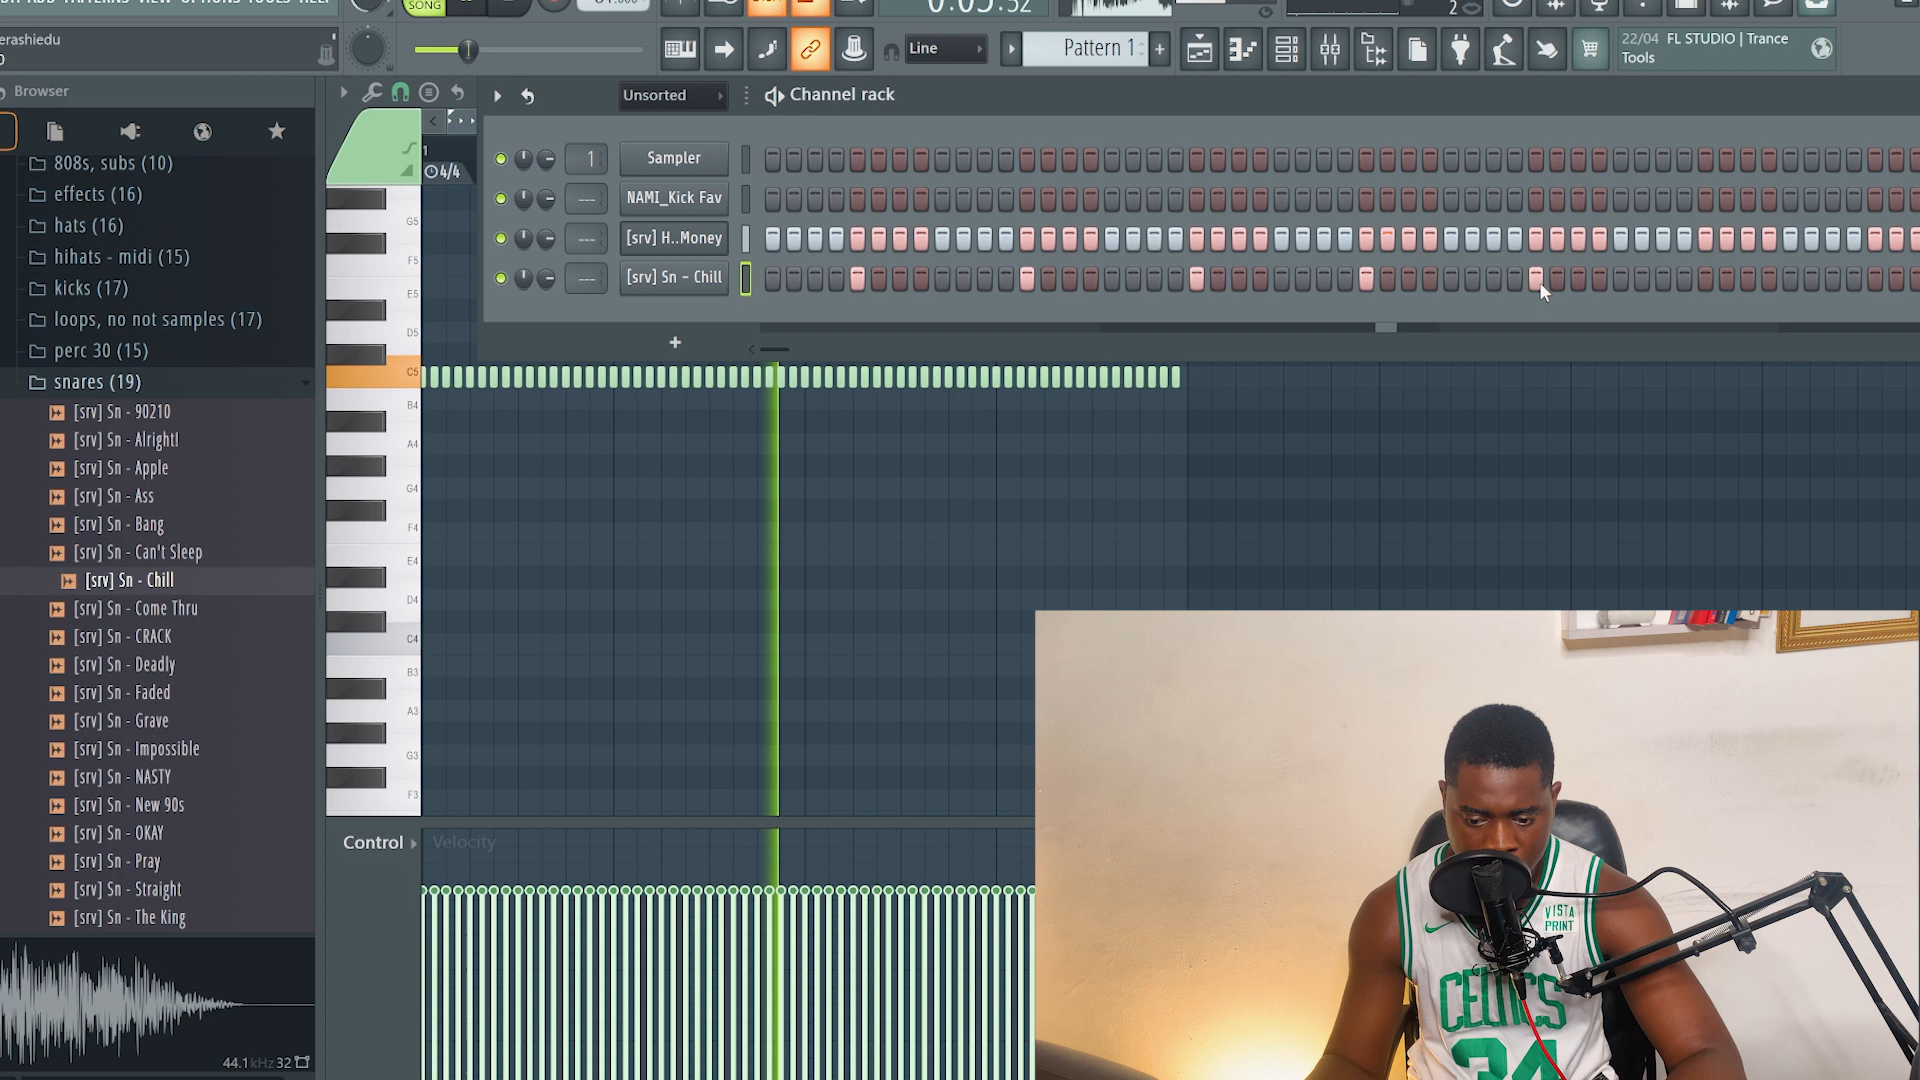 SONG
0:05:32
2
erashiedu
Line
Pattern 1
+
22/04 FL STUDIO | Trance
Tools
Browser
Unsorted
Channel rack
1
4/4
1 Sampler
--- NAMI_Kick Fav
--- [srv] H..Money
--- [srv] Sn - Chill
+
808s, subs (10)
effects (16)
hats (16)
hihats - midi (15)
kicks (17)
loops, no not samples (17)
perc 30 (15)
snares (19)
[srv] Sn - 90210
[srv] Sn - Alright!
[srv] Sn - Apple
[srv] Sn - Ass
[srv] Sn - Bang
[srv] Sn - Can't Sleep
[srv] Sn - Chill
[srv] Sn - Come Thru
[srv] Sn - CRACK
[srv] Sn - Deadly
[srv] Sn - Faded
[srv] Sn - Grave
[srv] Sn - Impossible
[srv] Sn - NASTY
[srv] Sn - New 90s
[srv] Sn - OKAY
[srv] Sn - Pray
[srv] Sn - Straight
[srv] Sn - The King
44.1kHz 32
G5
F5
E5
D5
C5
B4
A4
G4
F4
E4
D4
C4
B3
A3
G3
F3
Control
Velocity
VISTA
PRINT
CELTICS
34